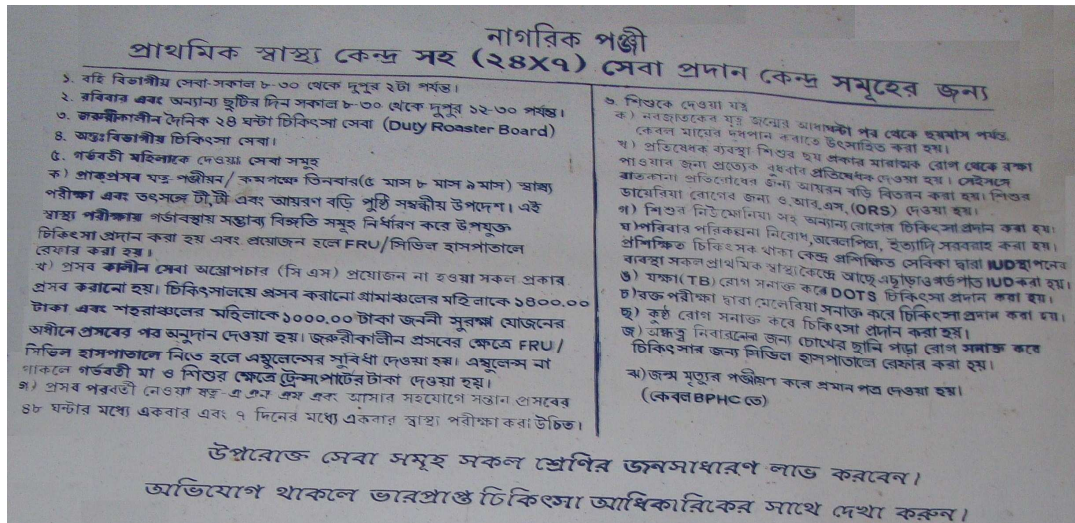 নাগরিক পঞ্জী
প্রাথমিক স্বাস্থ্য কেন্দ্র সহ (২৪X৭) সেবা প্রদান কেন্দ্র সমূহের জন্য
১. বহি বিভাগীয় সেবা-সকাল ৮-৩০ থেকে দুপুর ২টা পর্যন্ত।
২. রবিবার এবং অন্যান্য ছুটির দিন সকাল ৮-৩০ থেকে দুপুর ১২-৩০ পর্যন্ত।
৩. জরুরীকালীন দৈনিক ২৪ ঘন্টা চিকিৎসা সেবা (Duty Roaster Board)
৪. অন্তঃবিভাগীয় চিকিৎসা সেবা।
৫. গর্ভবতী মহিলাকে দেওয়া সেবা সমূহ
ক) প্রাকপ্রসব যত্ন পঞ্জীয়ন/ কমপক্ষে তিনবার(৫ মাস ৮ মাস ৯ মাস) স্বাস্থ্য
পরীক্ষা এবং তৎসঙ্গে টী.টী এবং আয়রণ বড়ি পুষ্ঠি সম্বন্ধীয় উপদেশ। এই
স্বাস্থ্য পরীক্ষায় গর্ভাবস্থায় সম্ভাব্য বিসঙ্গতি সমূহ নির্ধারণ করে উপযুক্ত
চিকিৎসা প্রদান করা হয় এবং প্রয়োজন হলে FRU/সিভিল হাসপাতালে
রেফার করা হয়।
খ) প্রসব কালীন সেবা অস্ত্রোপচার (সি এস) প্রয়োজন না হওয়া সকল প্রকার
প্রসব করানো হয়। চিকিৎসালয়ে প্রসব করানো গ্রামাঞ্চলের মহিলাকে ১৪০০.০০
টাকা এবং শহরাঞ্চলের মহিলাকে ১০০০.০০ টাকা জননী সুরক্ষা যোজনের
অধীনে প্রসবের পর অনুদান দেওয়া হয়। জরুরীকালীন প্রসবের ক্ষেত্রে FRU/
সিভিল হাসপাতালে নিতে হলে এম্বুলেন্সের সুবিধা দেওয়া হয়। এম্বুলেন্স না
থাকলে গর্ভবতী মা ও শিশুর ক্ষেত্রে ট্রেন্সপোর্টের টাকা দেওয়া হয়।
গ) প্রসব পরবর্তী নেওয়া যত্ন-এ এন এম এবং আসার সহযোগে সন্তান প্রসবের
৪৮ ঘন্টার মধ্যে একবার এবং ৭ দিনের মধ্যে একবার স্বাস্থ্য পরীক্ষা করা উচিত।
৬. শিশুকে দেওয়া যত্ন
ক) নবজাতকের যত্ন জন্মের আধাঘন্টা পর থেকে ছয়মাস পর্যন্ত
কেবল মায়ের দুগ্ধপান করাতে উৎসাহিত করা হয়।
খ) প্রতিষেধক ব্যবস্থা শিশুর ছয় প্রকার মারাত্মক রোগ থেকে রক্ষা
পাওয়ার জন্য প্রত্যেক বুধবার প্রতিষেধক দেওয়া হয়। সেইসঙ্গে
রাতকানা প্রতিরোধের জন্য আয়রন বড়ি বিতরন করা হয়। শিশুর
ডায়েরিয়া রোগের জন্য ও.আর.এস. (ORS) দেওয়া হয়।
গ) শিশুর নিউমোনিয়া সহ অন্যান্য রোগের চিকিৎসা প্রদান করা হয়।
ঘ) পরিবার পরিকল্পনা নিরোধ, ইত্যাদি সরবরাহ করা হয়।
প্রশিক্ষিত চিকিৎসক থাকা কেন্দ্র প্রশিক্ষিত সেবিকা দ্বারা IUD স্থাপনের
ব্যবস্থা সকল প্রাথমিক স্বাস্থ্যকেন্দ্রে আছে এছাড়াও গর্ভপাত IUD করা হয়।
ঙ) যক্ষা(TB) রোগ সনাক্ত করে DOTS চিকিৎসা প্রদান করা হয়।
চ) রক্ত পরীক্ষা দ্বারা মেলেরিয়া সনাক্ত করে চিকিৎসা প্রদান করা হয়।
ছ) কুষ্ঠ রোগ সনাক্ত করে চিকিৎসা প্রদান করা হয়।
জ) অন্ধত্ব নিবারনের জন্য চোখের ছানি পড়া রোগ সনাক্ত করে
চিকিৎসার জন্য সিভিল হাসপাতালে রেফার করা হয়।
ঝ) জন্ম মৃত্যুর পঞ্জীয়ণ করে প্রমান পত্র দেওয়া হয়।
(কেবল BPHC তে)
উপরোক্ত সেবা সমূহ সকল শ্রেণির জনসাধারণ লাভ করবেন।
অভিযোগ থাকলে ভারপ্রাপ্ত চিকিৎসা আধিকারিকের সাথে দেখা করুন।